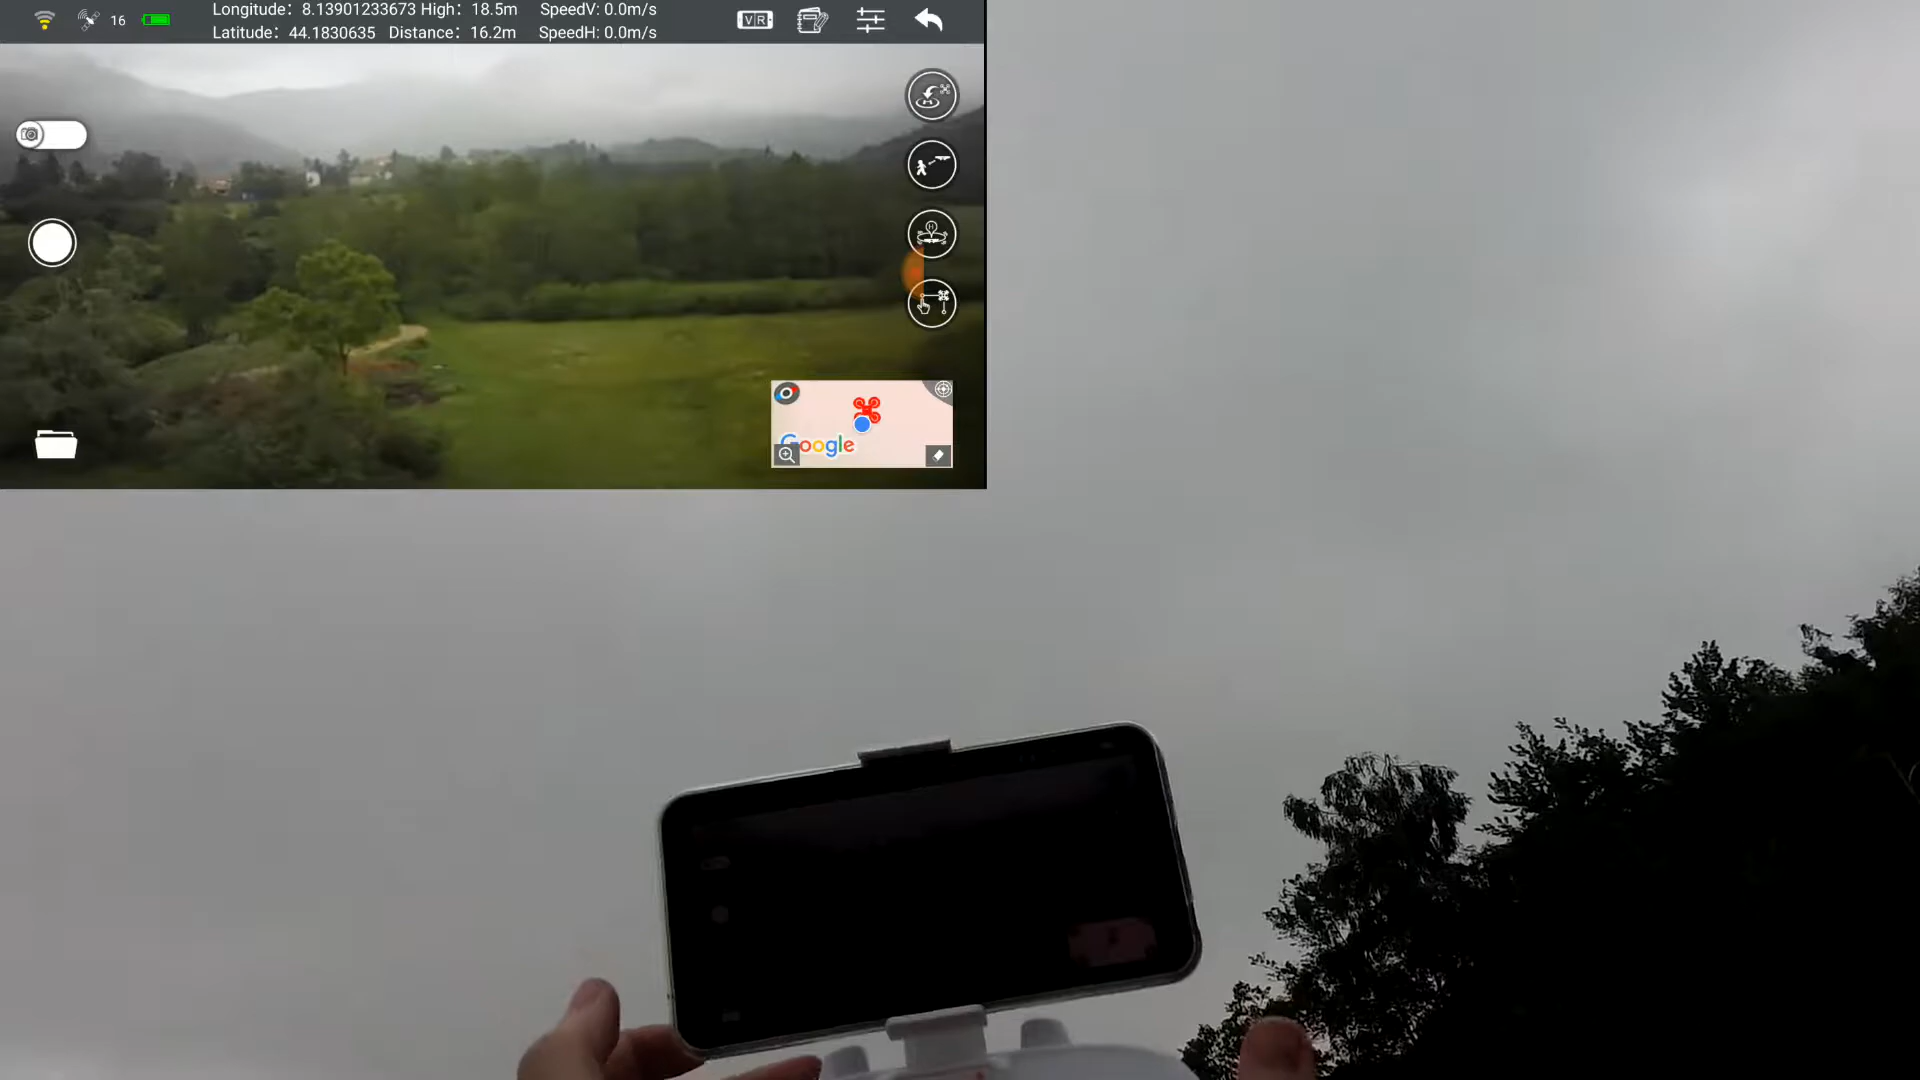 16
Longitude: 8.13901233673 High: 18.5m SpeedV: 0.0m/s
Latitude: 44.1830635 Distance: 16.2m SpeedH: 0.0m/s
VR
H
Google